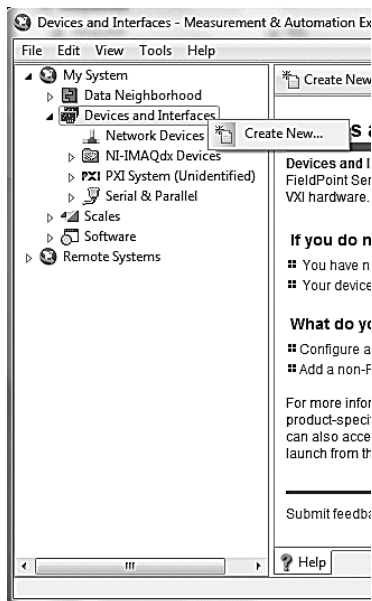 Devices and Interfaces - Measurement & Automation Ex
File Edit View Tools Help
My System
Data Neighborhood
Devices and Interfaces
Network Devices
NI-IMAQdx Devices
PXI PXI System (Unidentified)
Serial & Parallel
Scales
Software
Remote Systems
Create New...
Create New
s a
Devices and I
FieldPoint Ser
VXI hardware.
If you do n
You have n
Your device
What do yo
Configure a
Add a non-F
For more infor
product-specif
can also acce
launch from th
Submit feedba
Help